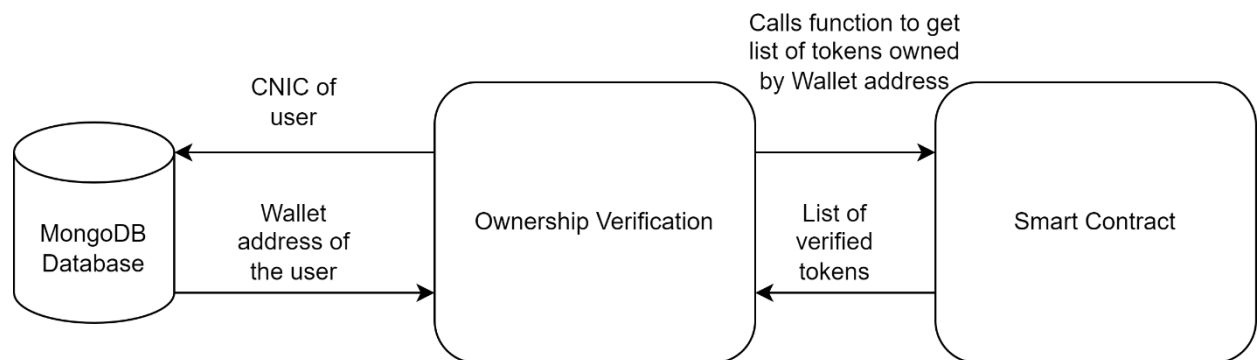 Calls function to get
list of tokens owned
by Wallet address
CNIC of
user
MongoDB
Database
Wallet
address of
the user
Ownership Verification
List of
verified
tokens
Smart Contract